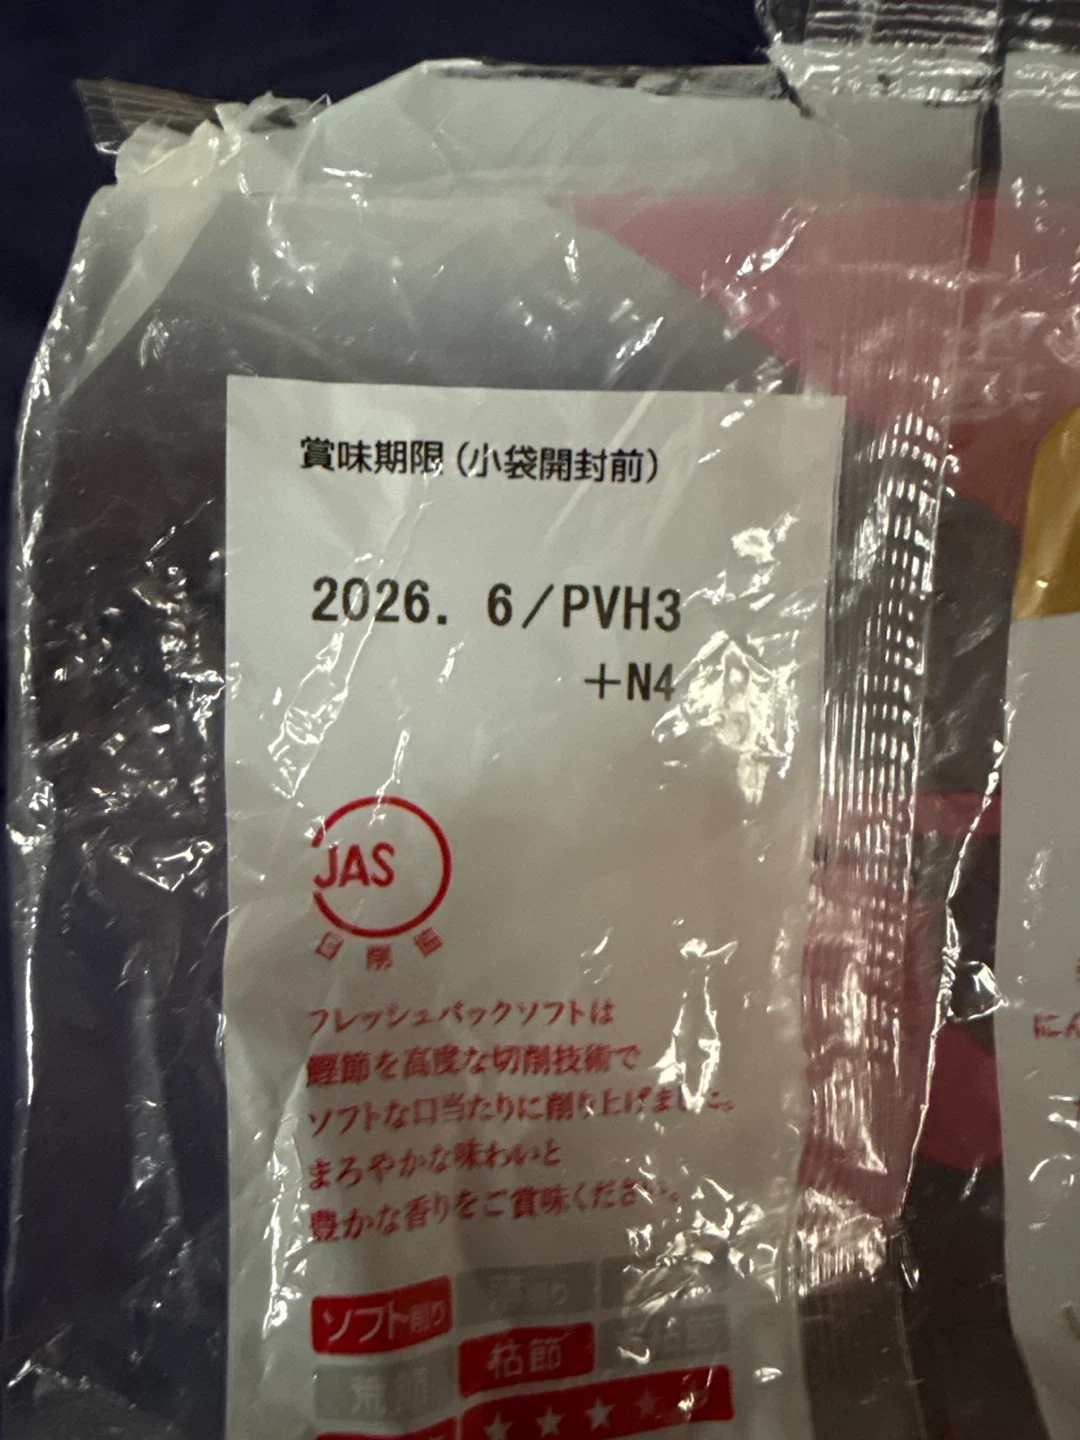 賞味期限(小袋開封前)
2026. 6/PVH3
+N4
JAS
フレッシュパックソフトは
鰹節を高度な切削技術で
ソフトな口当たりに削り上げました。
まろやかな味わいと
豊かな香りをご賞味ください。
ソフト削り
枯節
★★★